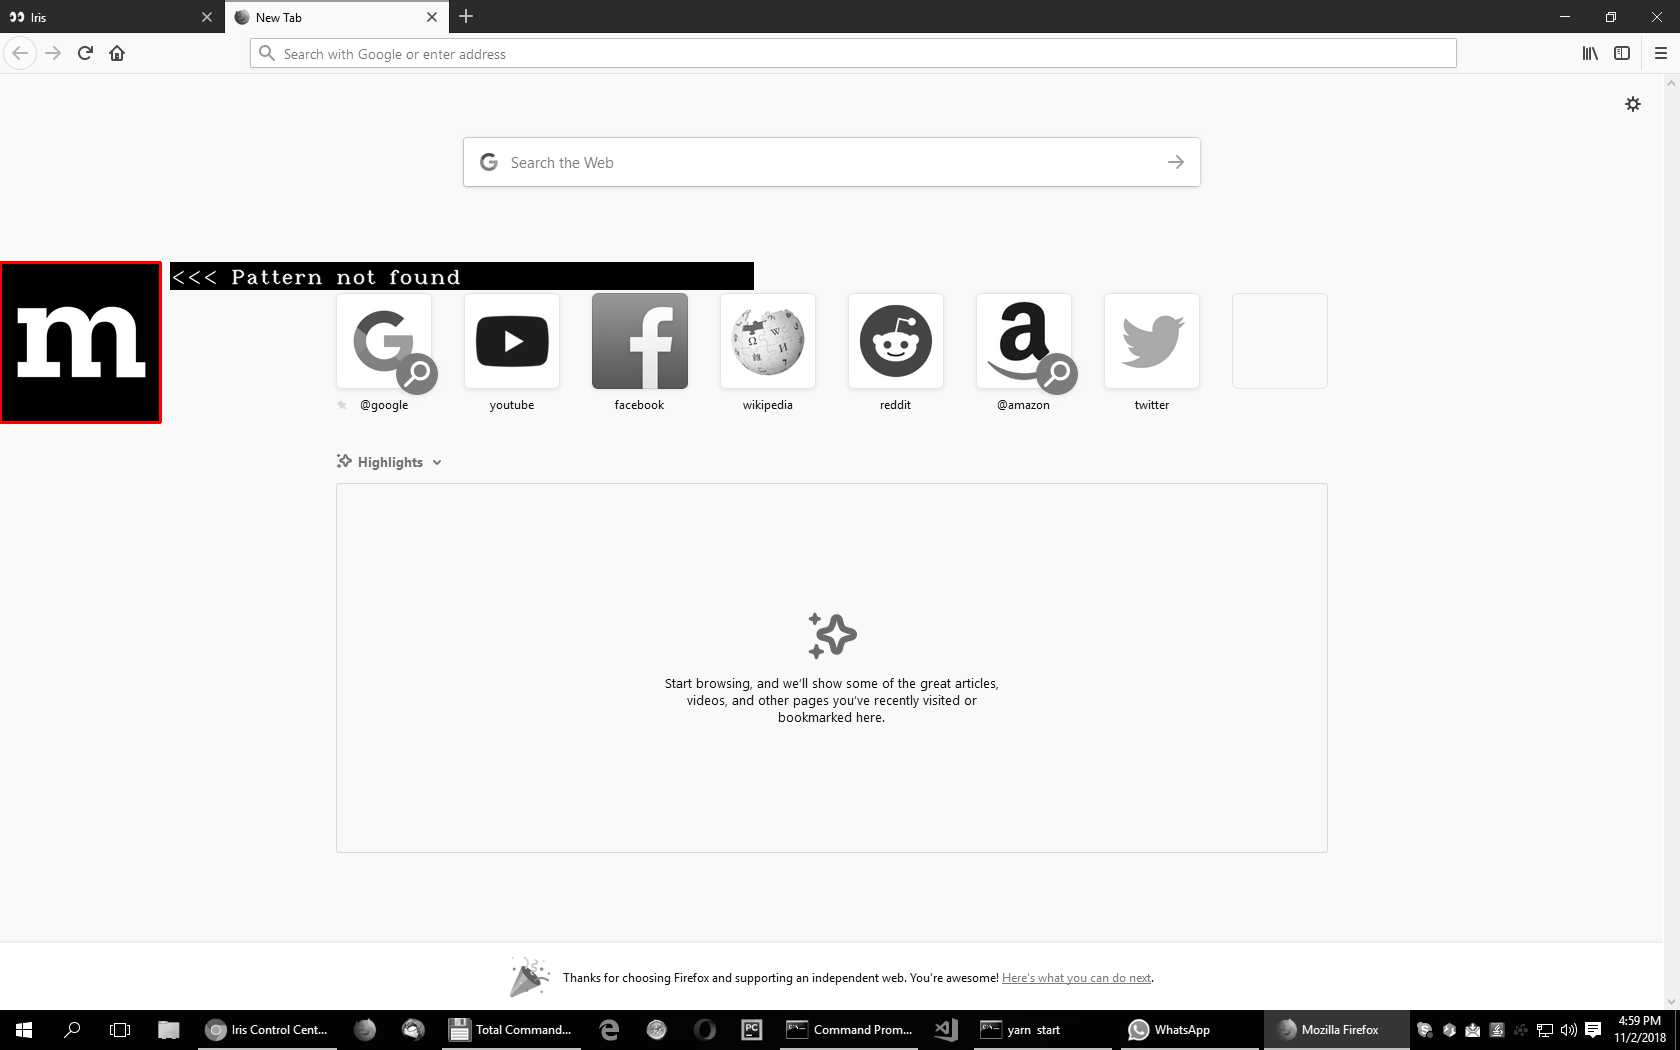 Iris
New Tab
Search with Google or enter address
Search the Web
<<< Pattern not found
m
@google
youtube
facebook
wikipedia
reddit
@amazon
twitter
Highlights
Start browsing, and we'll show some of the great articles,
videos, and other pages you've recently visited or
bookmarked here.
Thanks for choosing Firefox and supporting an independent web. You're awesome! Here's what you can do next.
Iris Control Cent...
Total Command...
PC
Command Prom...
yarn start
WhatsApp
Mozilla Firefox
4:59 PM
11/2/2018